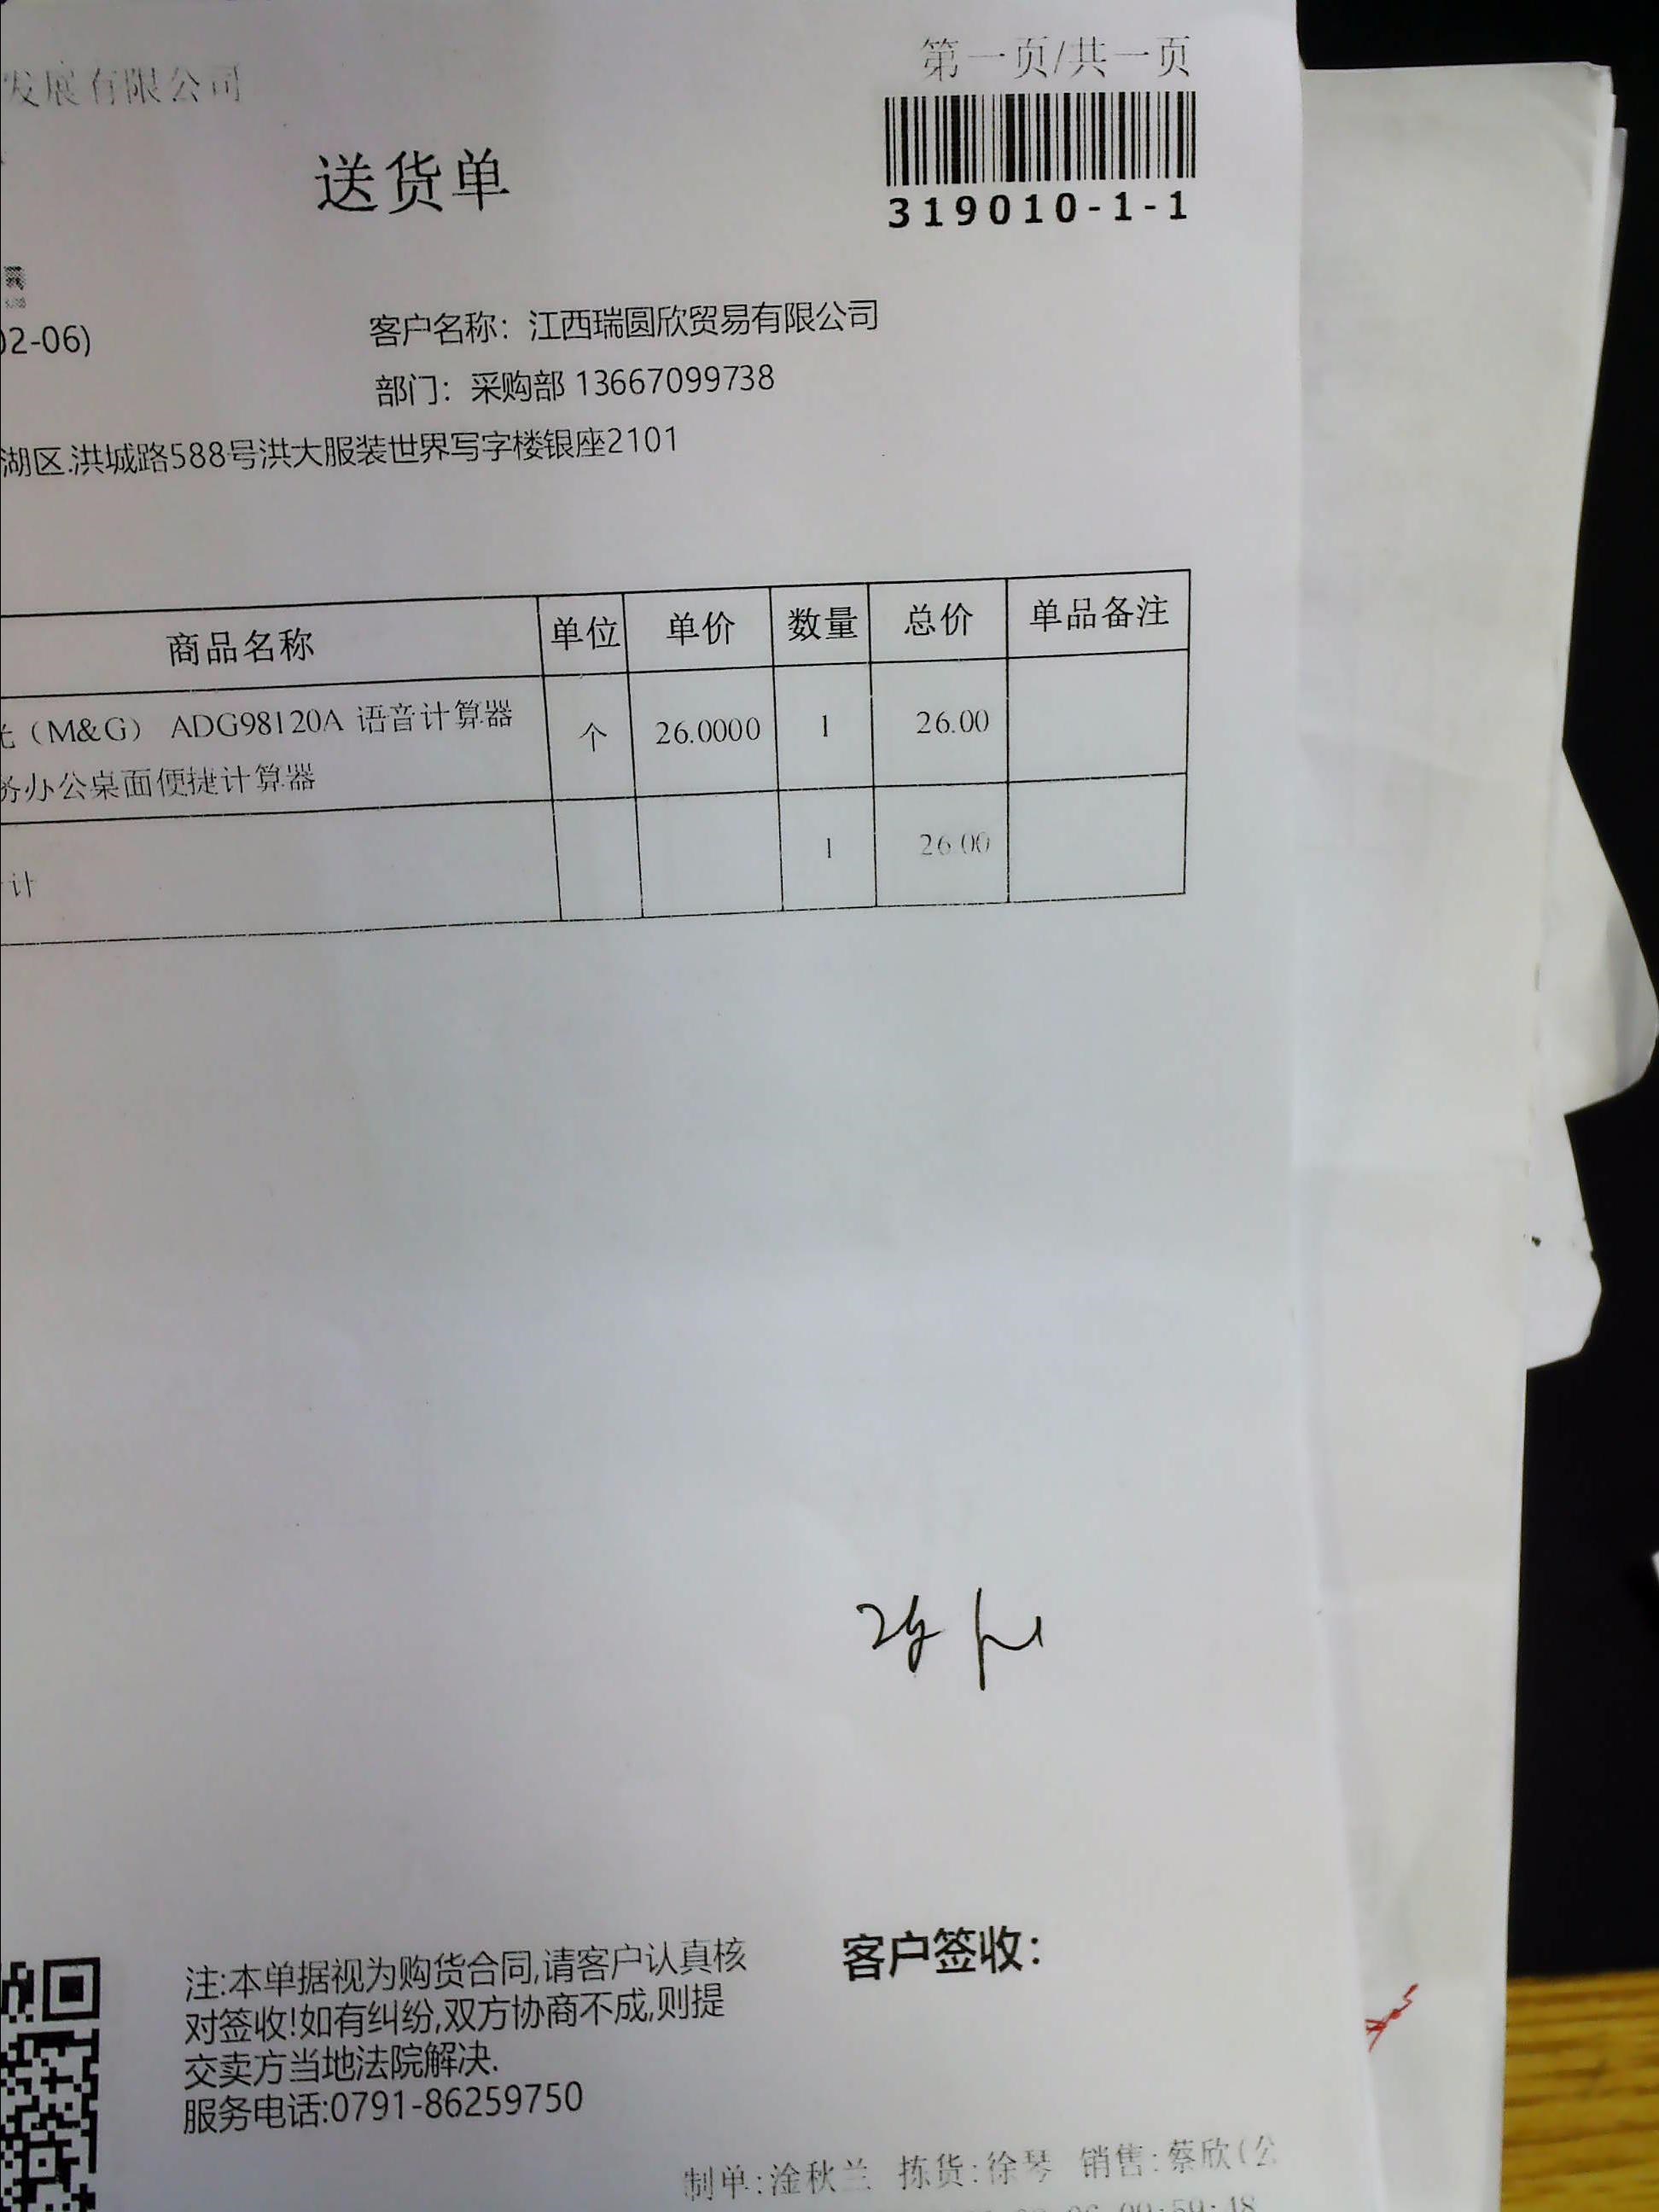 第一页/共一页
发展有限公司
送货单
319010-1-1
02-06)
客户名称：江西瑞圆欣贸易有限公司
部门：采购部 13667099738
湖区.洪城路588号洪大服装世界写字楼银座2101
商品名称 单位 单价 数量 总价 单品备注
光（M&G） ADG98120A 语音计算器 个 26.0000 1 26.00
务办公桌面便捷计算器
计 1 26.00
客户签收：
注:本单据视为购货合同,请客户认真核
对签收!如有纠纷,双方协商不成,则提
交卖方当地法院解决.
服务电话:0791-86259750
制单:淦秋兰 拣货:徐琴 销售:蔡欣(公